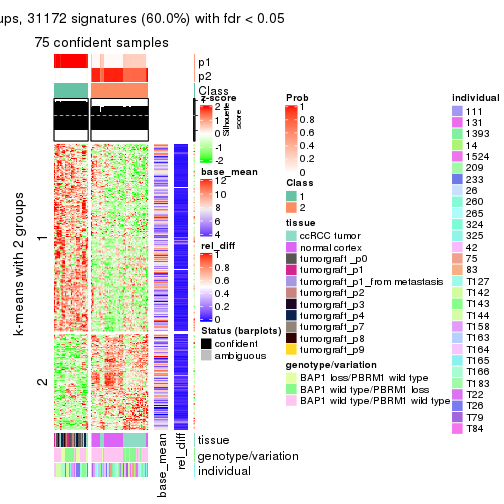 ups, 31172 signatures (60.0%) with fdr < 0.05
75 confident samples
p1
p2
Class
Silhouette
score
k-means with 2 groups
1
2
base_mean
rel_diff
tissue
genotype/variation
individual
z-score
2
1
0
-1
-2
base_mean
12
10
8
6
4
rel_diff
1
0.8
0.6
0.4
0.2
0
Status (barplots)
confident
ambiguous
Prob
1
0.8
0.6
0.4
0.2
0
Class
1
2
tissue
ccRCC tumor
normal cortex
tumorgraft_p0
tumorgraft_p1
tumorgraft_p1_from metastasis
tumorgraft_p2
tumorgraft_p3
tumorgraft_p4
tumorgraft_p7
tumorgraft_p8
tumorgraft_p9
genotype/variation
BAP1 loss/PBRM1 wild type
BAP1 wild type/PBRM1 loss
BAP1 wild type/PBRM1 wild type
individual
111
131
1393
14
1524
209
233
26
260
265
324
325
42
75
83
T127
T142
T143
T144
T158
T163
T164
T165
T166
T183
T22
T26
T79
T84